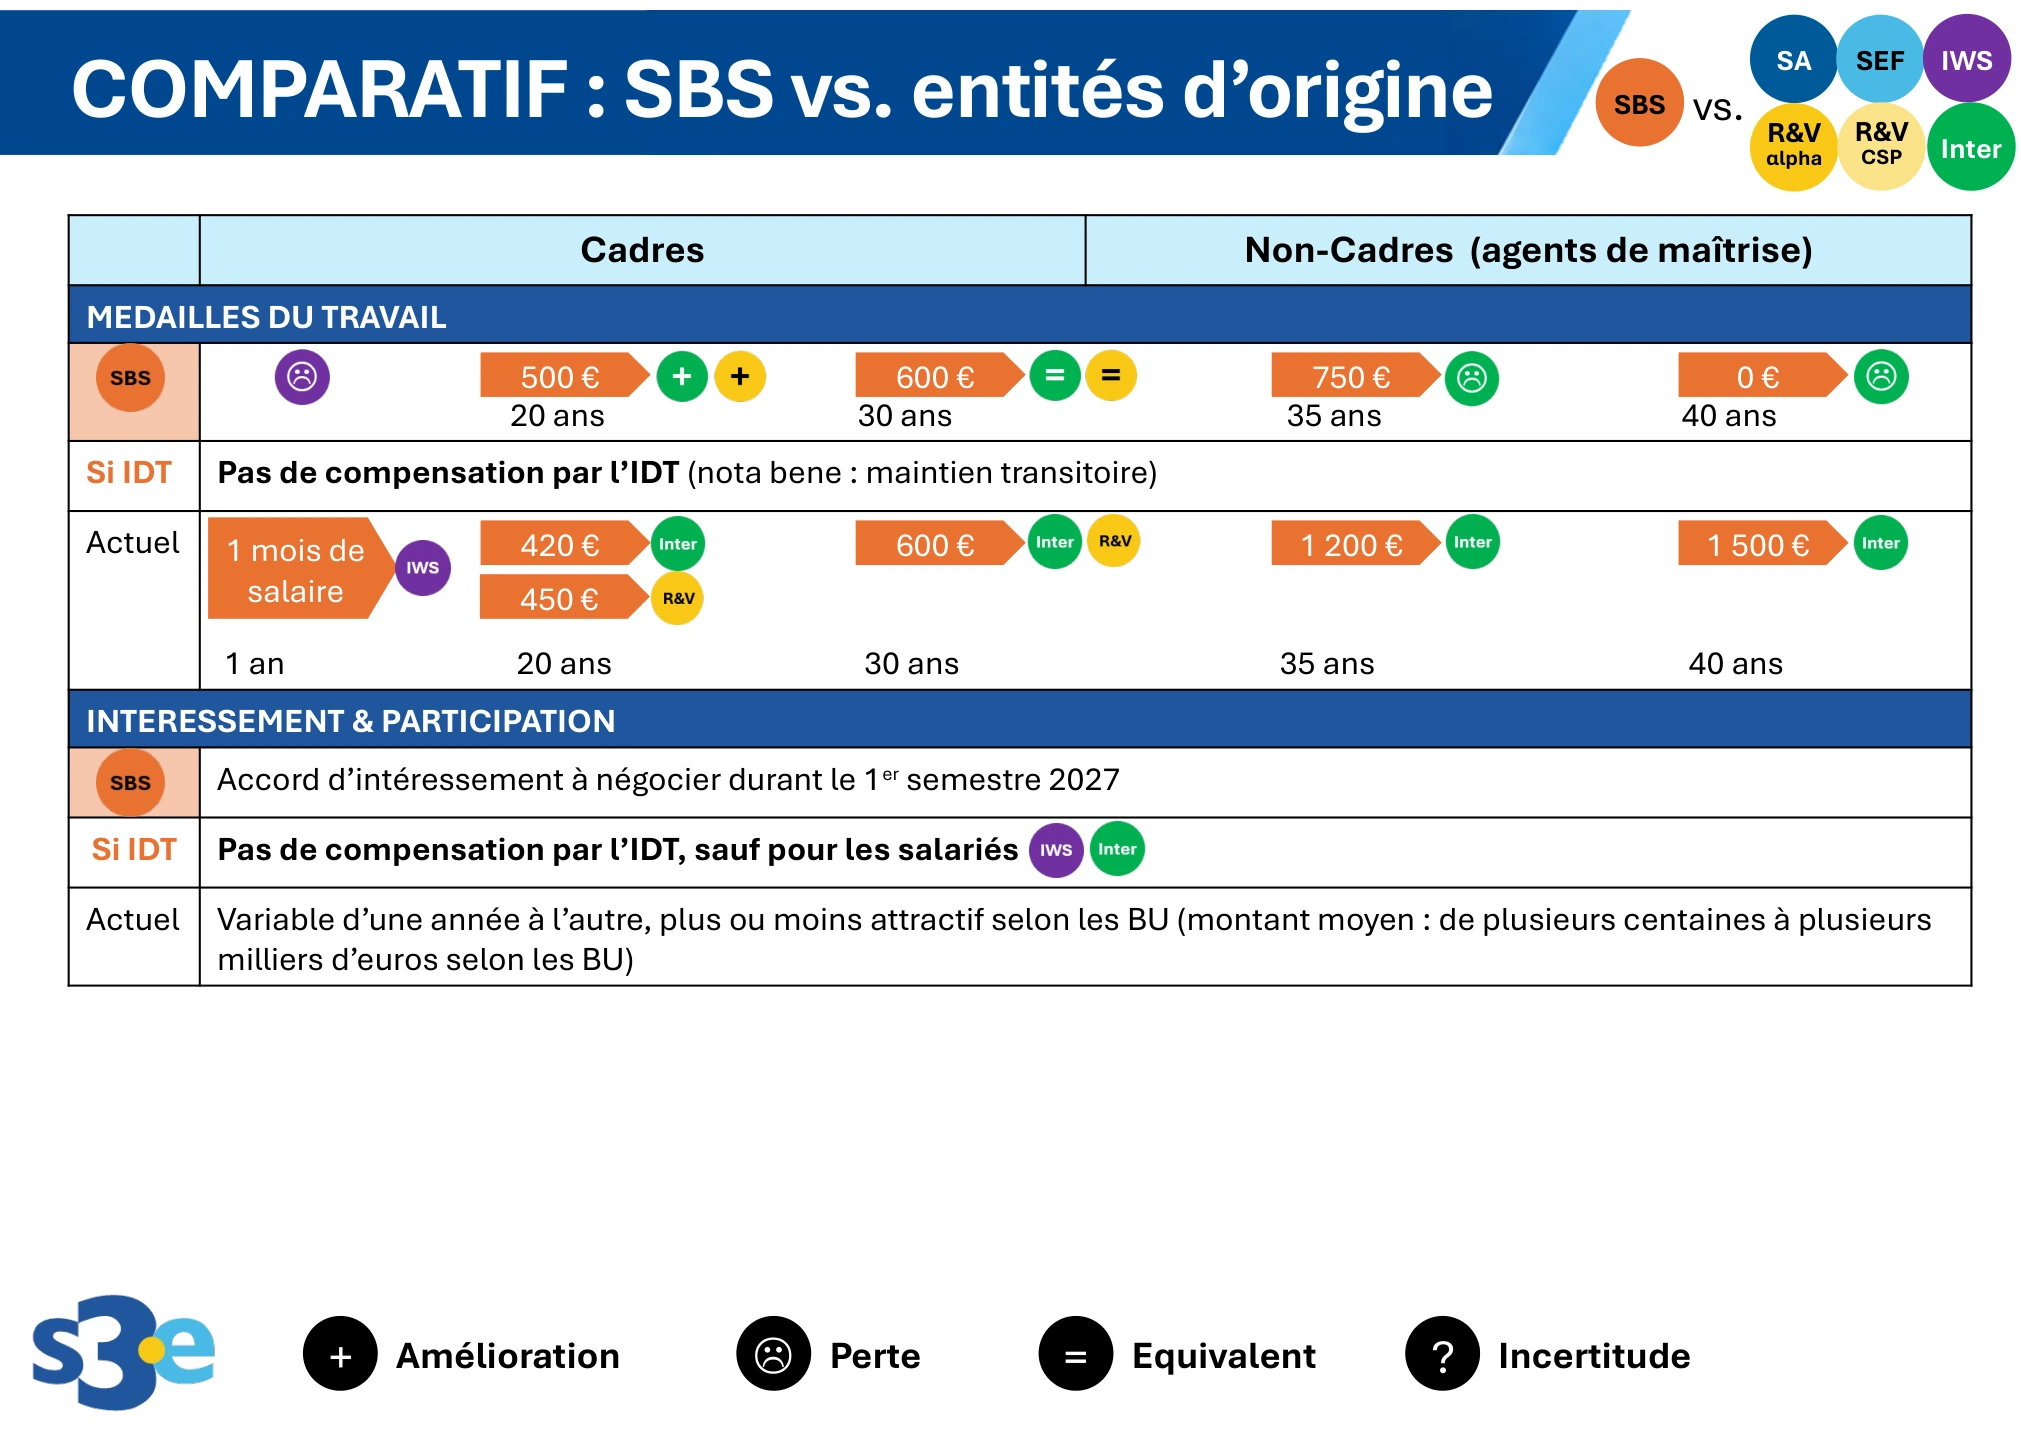 COMPARATIF : SBS vs. entités d’origine
SBS vs.
SA SEF IWS
R&V alpha R&V CSP Inter
Cadres Non-Cadres (agents de maîtrise)
MEDAILLES DU TRAVAIL
SBS 500 € + + 600 € = = 750 € 0 €
20 ans 30 ans 35 ans 40 ans
Si IDT Pas de compensation par l’IDT (nota bene : maintien transitoire)
Actuel 1 mois de salaire IWS 420 € Inter 600 € Inter R&V 1 200 € Inter 1 500 € Inter
450 € R&V
1 an 20 ans 30 ans 35 ans 40 ans
INTERESSEMENT & PARTICIPATION
SBS Accord d’intéressement à négocier durant le 1er semestre 2027
Si IDT Pas de compensation par l’IDT, sauf pour les salariés IWS Inter
Actuel Variable d’une année à l’autre, plus ou moins attractif selon les BU (montant moyen : de plusieurs centaines à plusieurs
milliers d’euros selon les BU)
s3e + Amélioration Perte = Equivalent ? Incertitude